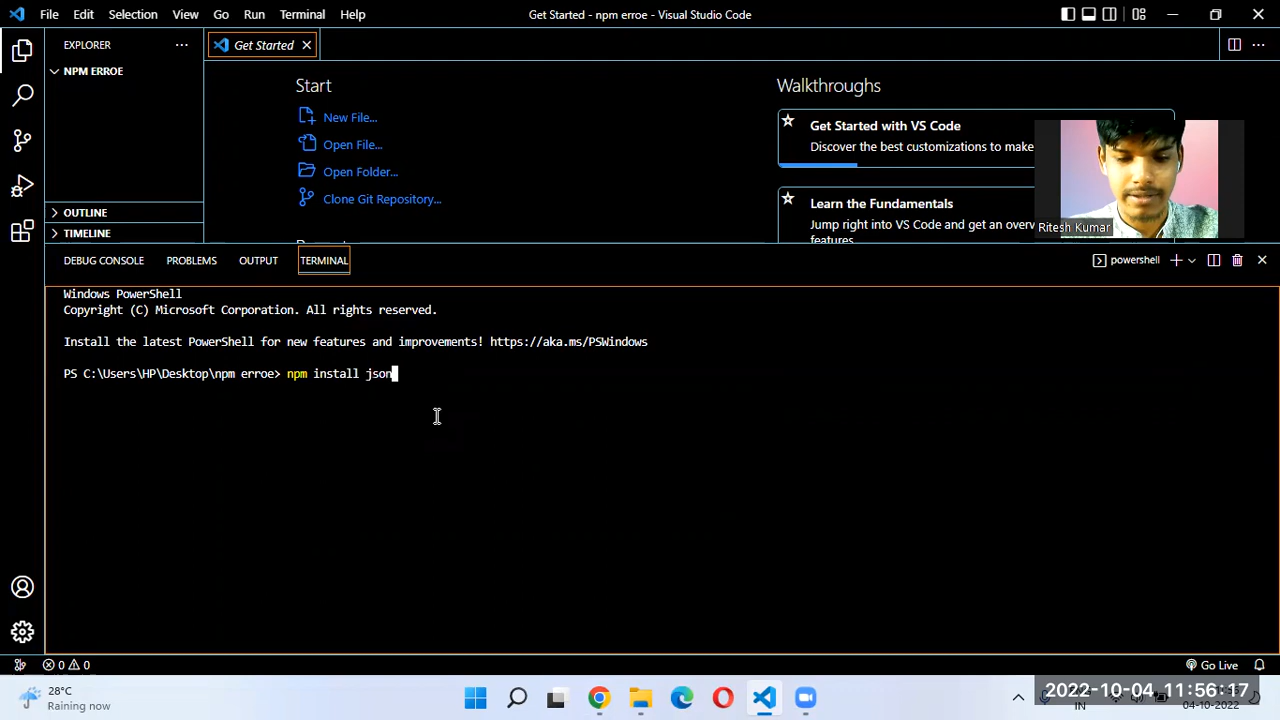 File Edit Selection View Go Run Terminal Help
Get Started - npm erroe - Visual Studio Code
EXPLORER
Get Started
NPM ERROE
OUTLINE
TIMELINE
Start
New File...
Open File...
Open Folder...
Clone Git Repository...
Walkthroughs
Get Started with VS Code
Discover the best customizations to make
Learn the Fundamentals
Jump right into VS Code and get an overv
features.
Ritesh Kumar
DEBUG CONSOLE PROBLEMS OUTPUT TERMINAL
powershell
Windows PowerShell
Copyright (C) Microsoft Corporation. All rights reserved.
Install the latest PowerShell for new features and improvements! https://aka.ms/PSWindows
PS C:\Users\HP\Desktop\npm erroe> npm install json
0 0
Go Live
28°C
Raining now
2022-10-04 11:56:17
IN
04-10-2022